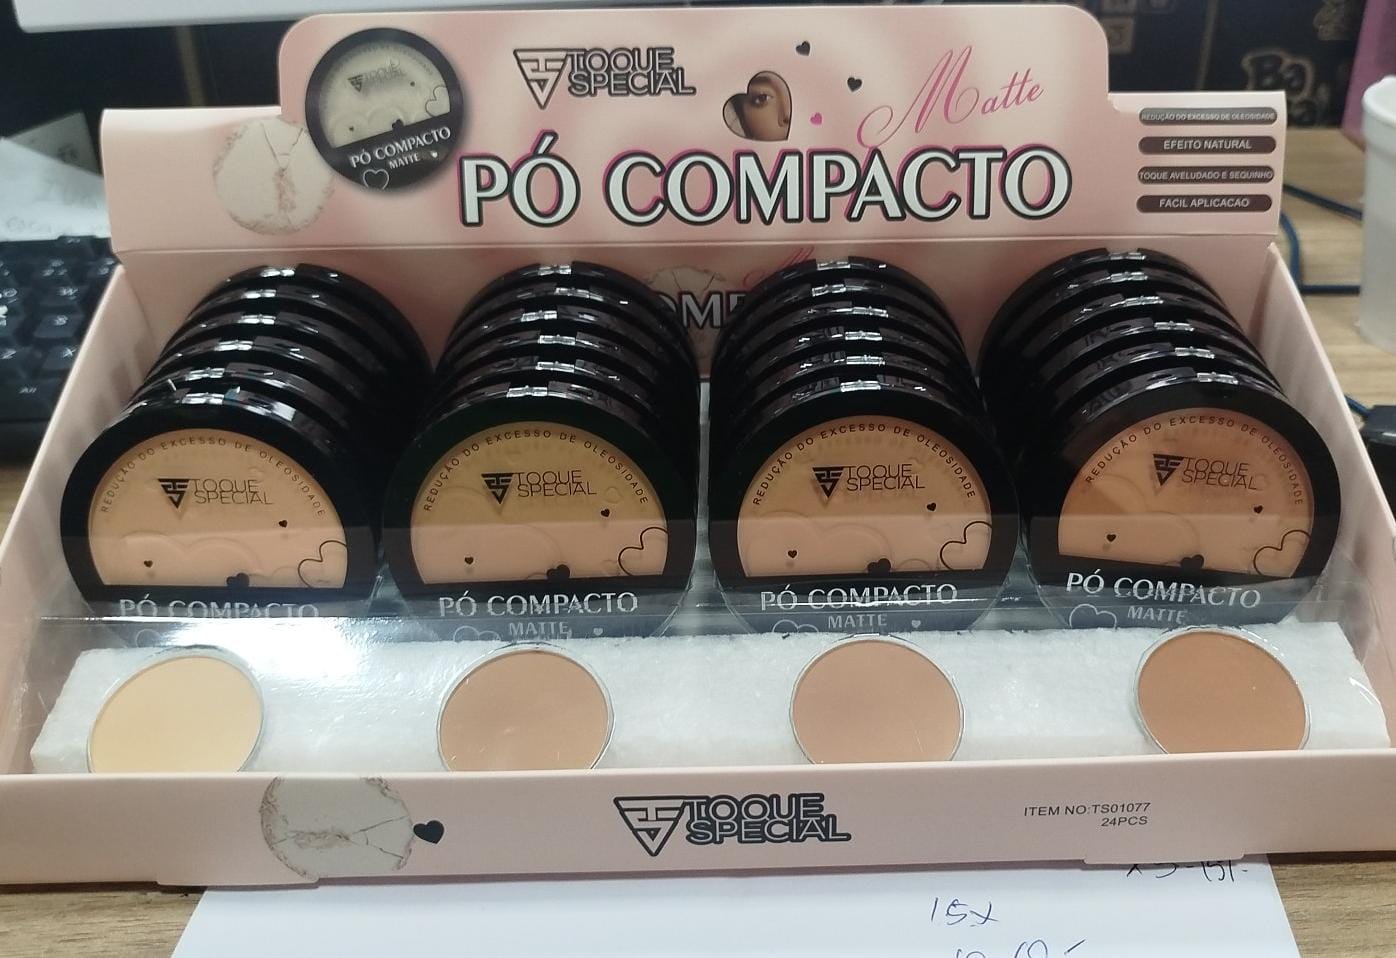 TOQUE
SPECIAL
Matte
PÓ COMPACTO
REDUÇÃO DO EXCESSO DE OLEOSIDADE
EFEITO NATURAL
TOQUE AVELUDADO E SEQUINHO
FACIL APLICACAO
TOQUE
SPECIAL
PÓ COMPACTO
MATTE
REDUÇÃO DO EXCESSO DE OLEOSIDADE
TOQUE
SPECIAL
PÓ COMPACTO
REDUÇÃO DO EXCESSO DE OLEOSIDADE
TOQUE
SPECIAL
PÓ COMPACTO
MATTE
REDUÇÃO DO EXCESSO DE OLEOSIDADE
TOQUE
SPECIAL
PÓ COMPACTO
MATTE
REDUÇÃO DO EXCESSO DE OLEOSIDADE
TOQUE
SPECIAL
PÓ COMPACTO
MATTE
TOQUE
SPECIAL
ITEM NO:TS01077
24PCS
15x